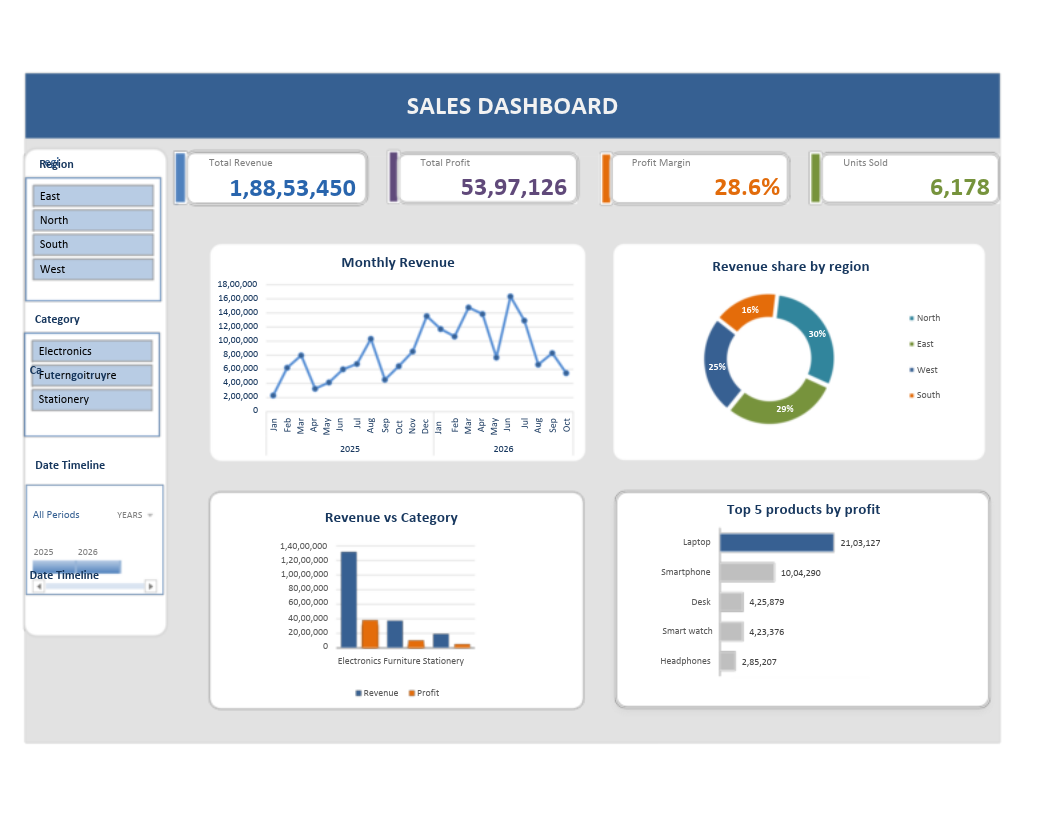 SALES DASHBOARD
Region
East
North
South
West
Category
Electronics
Stationery
Date Timeline
All Periods YEARS
2025 2026
Date Timeline
Total Revenue
1,88,53,450
Total Profit
53,97,126
Profit Margin
28.6%
Units Sold
6,178
Monthly Revenue
18,00,000
16,00,000
14,00,000
12,00,000
10,00,000
8,00,000
6,00,000
4,00,000
2,00,000
0
Jan Feb Mar Apr May Jun Jul Aug Sep Oct Nov Dec Jan Feb Mar Apr May Jun Jul Aug Sep Oct
2025 2026
Revenue share by region
16%
30%
25%
29%
North
East
West
South
Revenue vs Category
1,40,00,000
1,20,00,000
1,00,00,000
80,00,000
60,00,000
40,00,000
20,00,000
0
Electronics Furniture Stationery
Revenue Profit
Top 5 products by profit
Laptop 21,03,127
Smartphone 10,04,290
Desk 4,25,879
Smart watch 4,23,376
Headphones 2,85,207